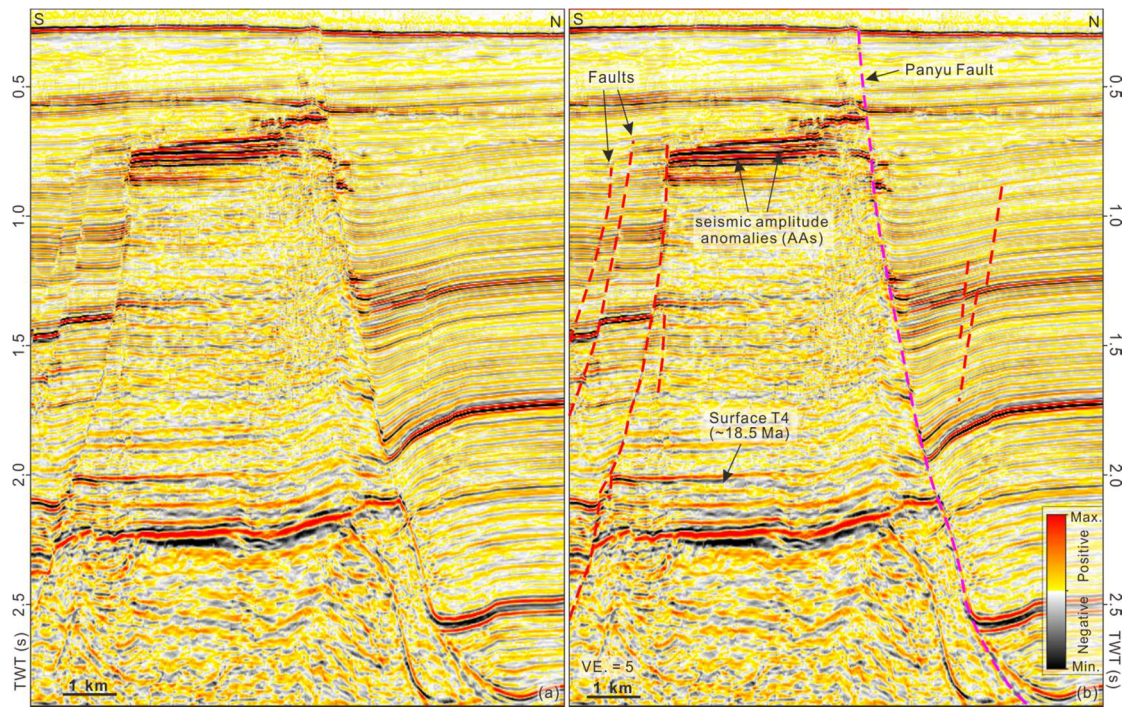 S
N
0.5
1.0
1.5
2.0
2.5
TWT (s)
1 km
(a)
S
N
Faults
Panyu Fault
seismic amplitude
anomalies (AAs)
Surface T4
(~18.5 Ma)
0.5
1.0
1.5
2.0
2.5
TWT (s)
Max.
Positive
Negative
Min.
VE. = 5
1 km
(b)